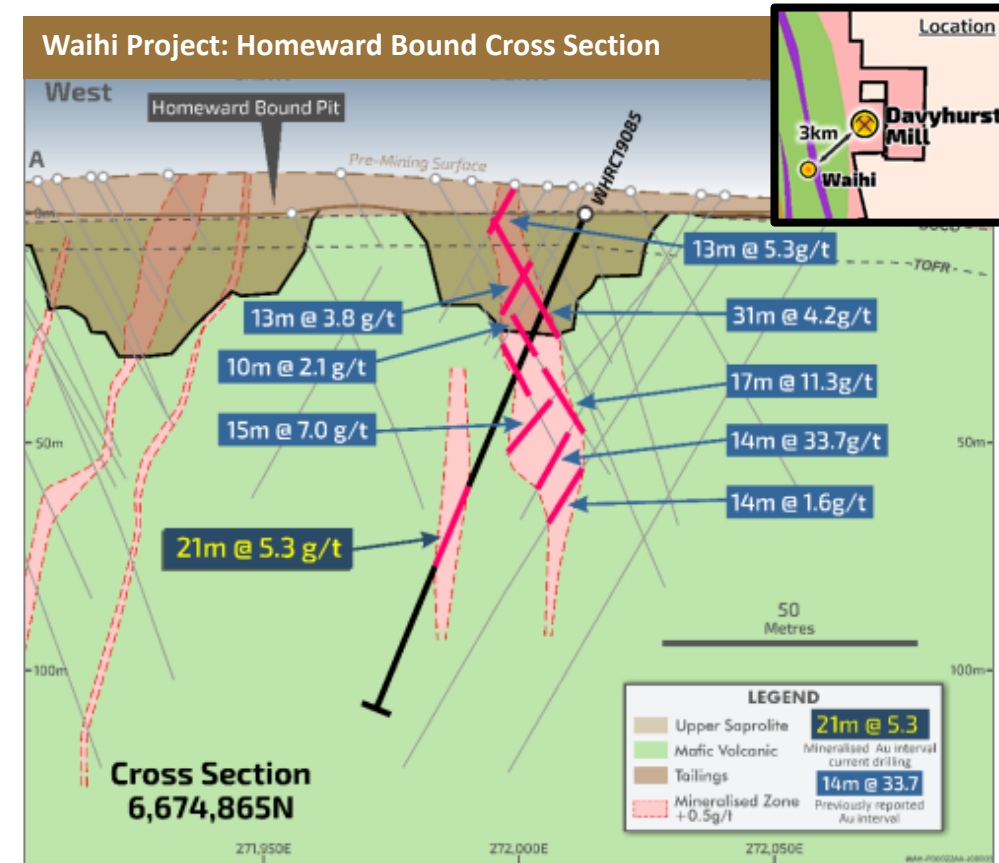 Waihi Project: Homeward Bound Cross Section
Location
Davyhurst
Mill
3km
Waihi
West
Homeward Bound Pit
WHRC19085
A
Pre-Mining Surface
0m
13m @ 5.3g/t
TOFR
13m @ 3.8 g/t
31m @ 4.2g/t
10m @ 2.1 g/t
17m @ 11.3g/t
15m @ 7.0 g/t
50m
14m @ 33.7g/t
50m
14m @ 1.6g/t
21m @ 5.3 g/t
50
Metres
100m
100m
LEGEND
Upper Saprolite
Mafic Volcanic
Tailings
Mineralised Zone
+0.5g/t
21m @ 5.3
Mineralised Au interval
current drilling
14m @ 33.7
Previously reported
Au interval
Cross Section
6,674,865N
271,950E
272,000E
272,050E